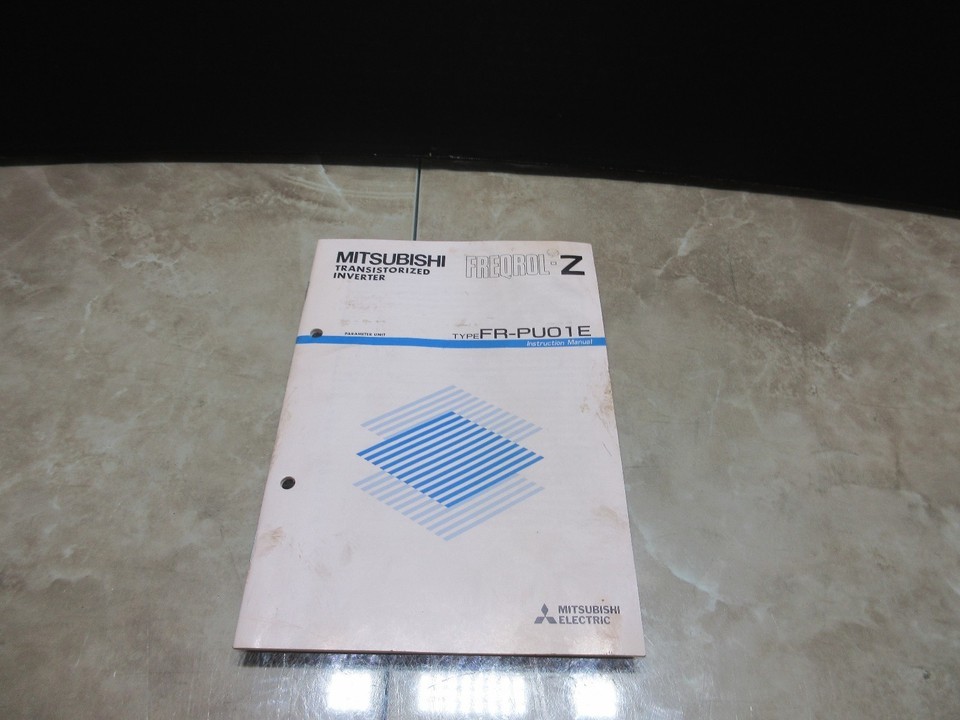 MITSUBISHI
TRANSISTORIZED
INVERTER
FREQROL-Z
PARAMETER UNIT
TYPE FR-PU01E
Instruction Manual
MITSUBISHI
ELECTRIC